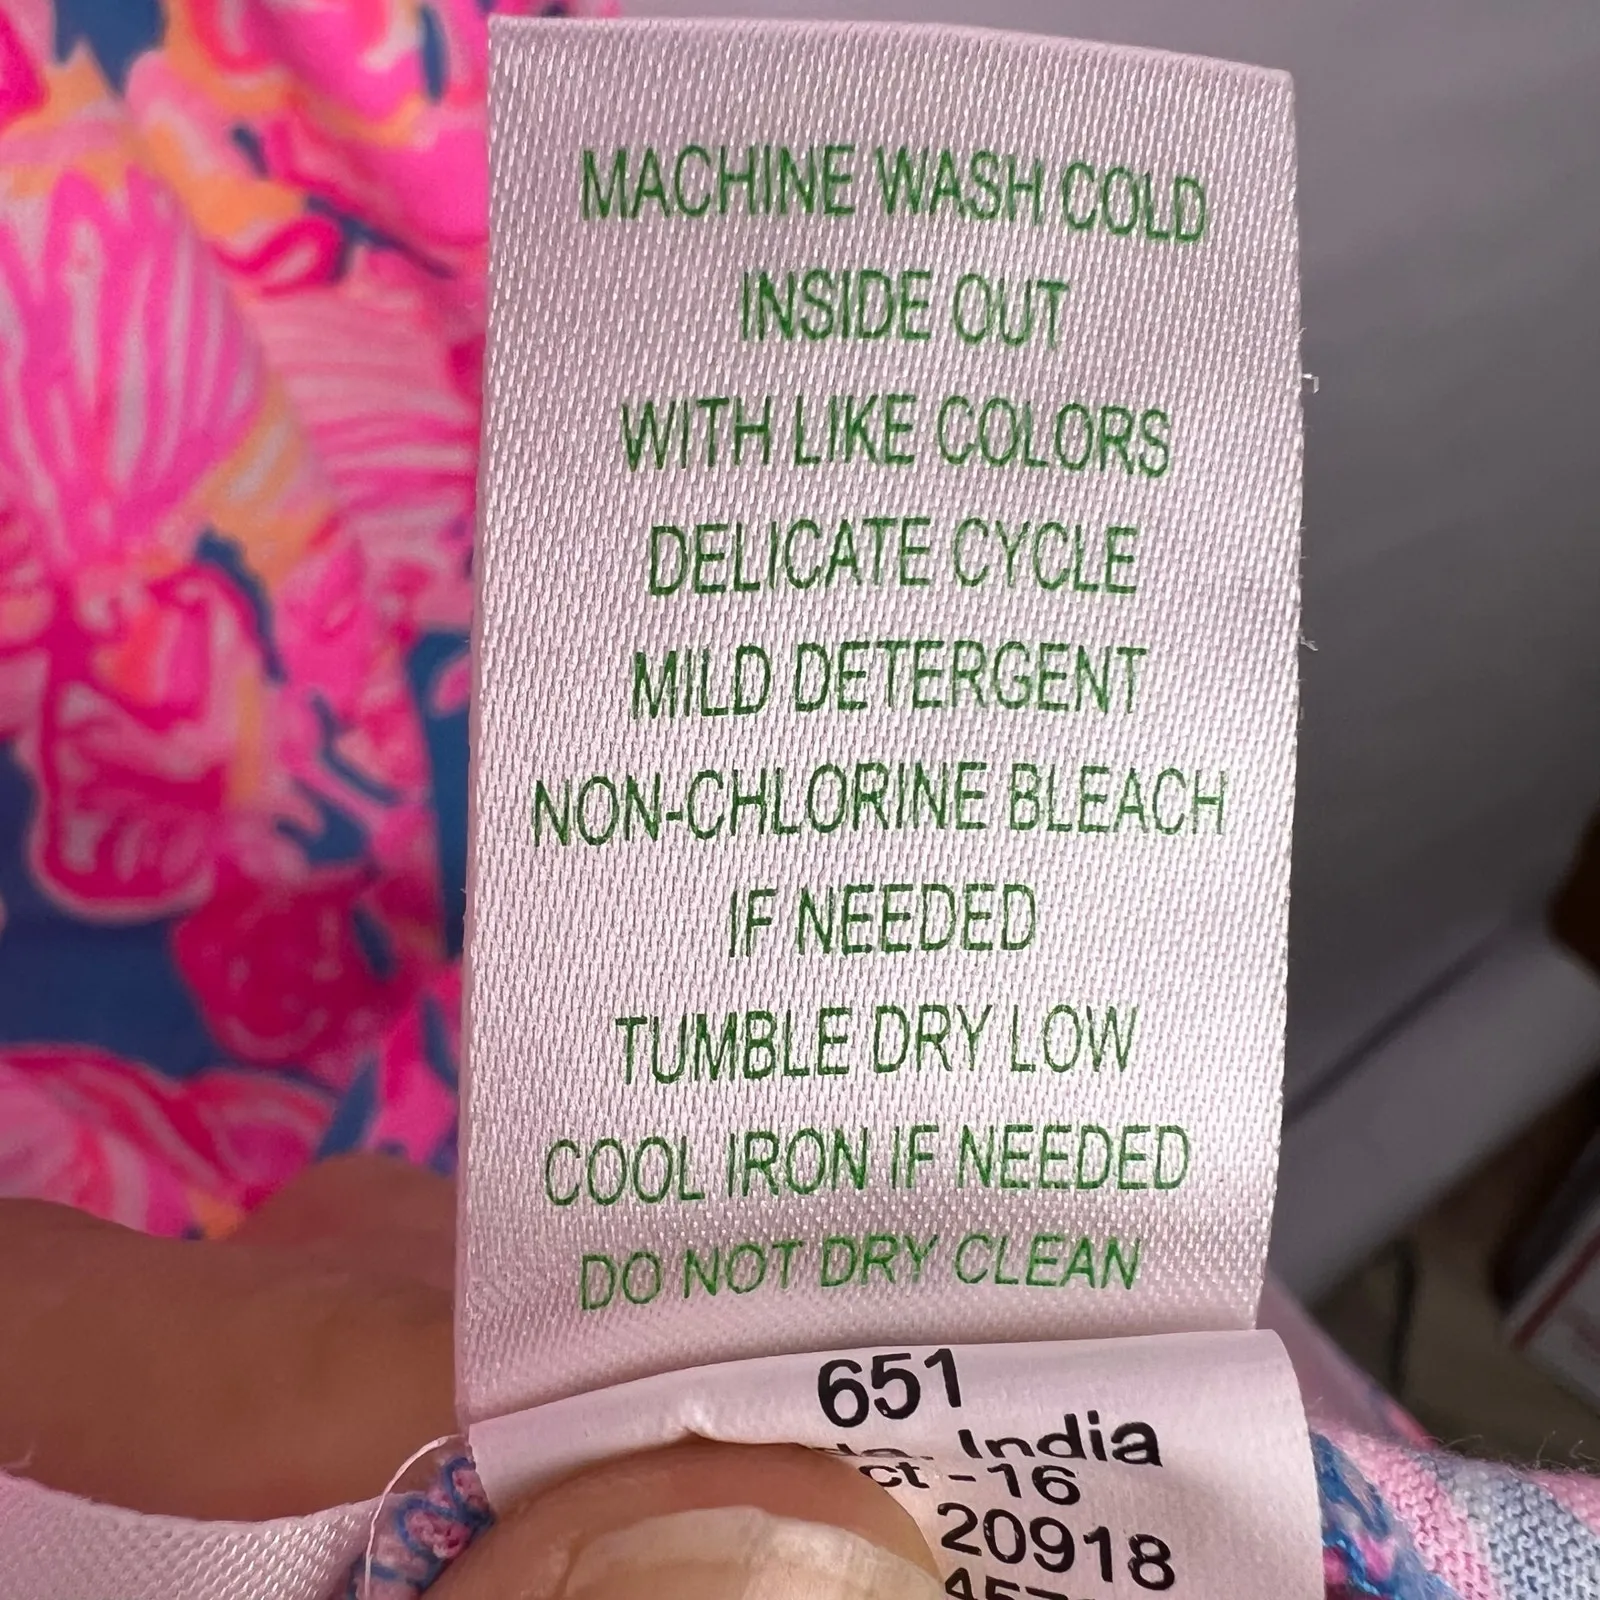 MACHINE WASH COLD
INSIDE OUT
WITH LIKE COLORS
DELICATE CYCLE
MILD DETERGENT
NON-CHLORINE BLEACH
IF NEEDED
TUMBLE DRY LOW
COOL IRON IF NEEDED
DO NOT DRY CLEAN
651
India
ct-16
20918